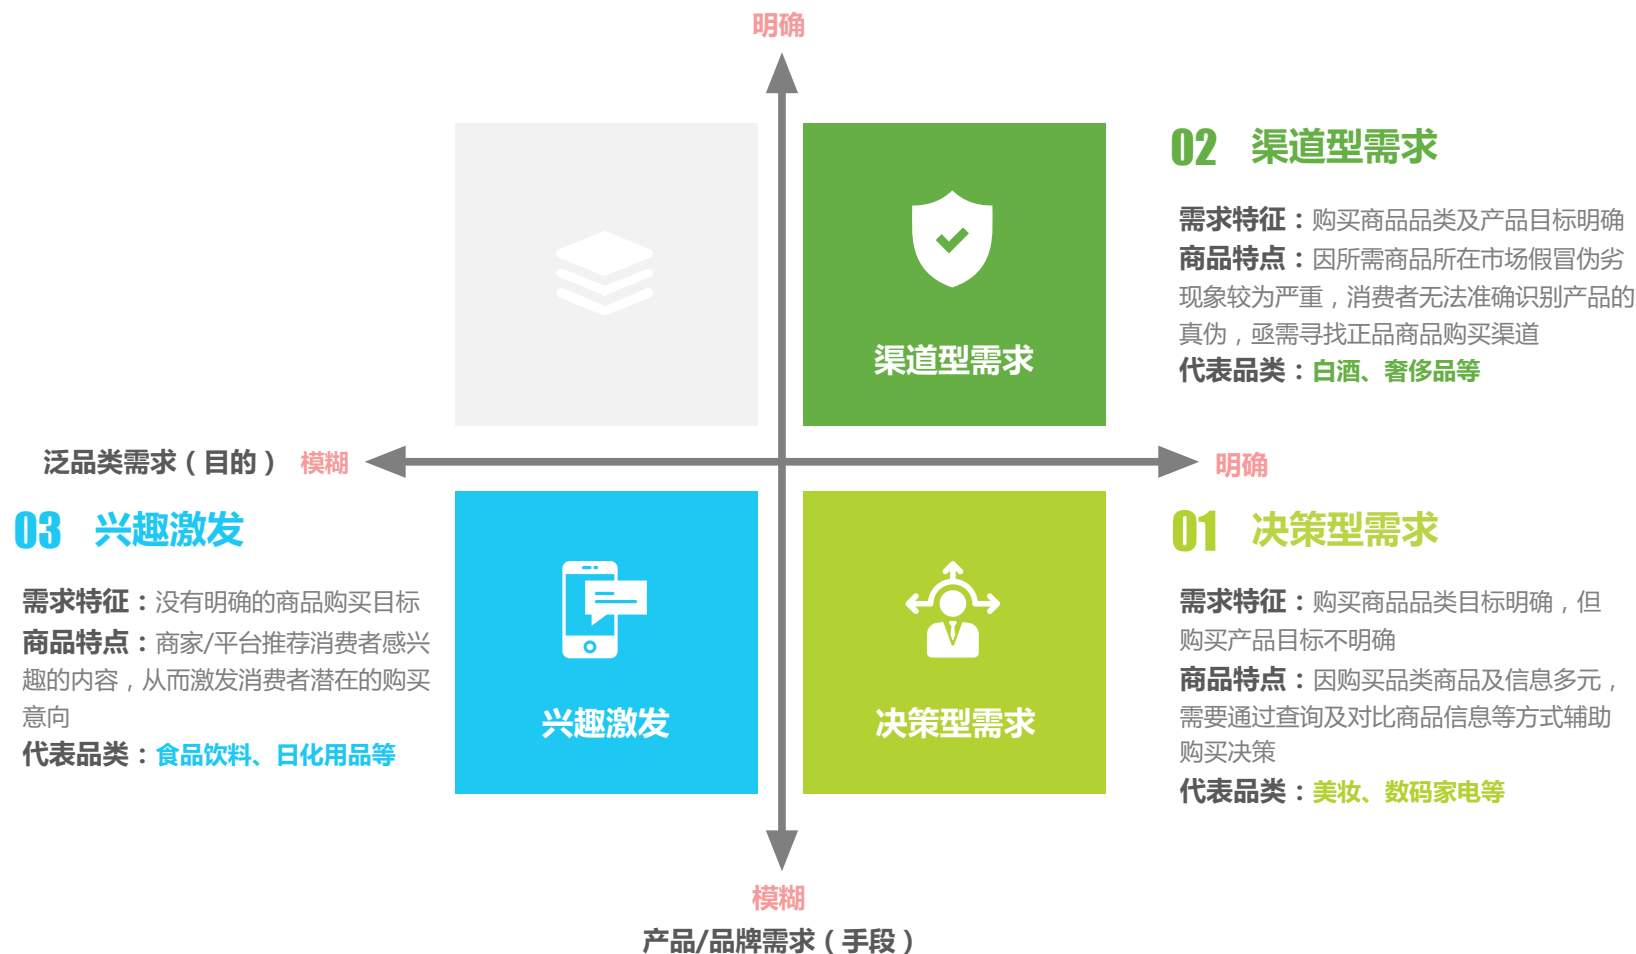 明确
02 渠道型需求
需求特征：购买商品品类及产品目标明确
商品特点：因所需商品所在市场假冒伪劣
现象较为严重，消费者无法准确识别产品的
真伪，亟需寻找正品商品购买渠道
代表品类：白酒、奢侈品等
渠道型需求
泛品类需求（目的） 模糊
明确
03 兴趣激发
需求特征：没有明确的商品购买目标
商品特点：商家/平台推荐消费者感兴
趣的内容，从而激发消费者潜在的购买
意向
代表品类：食品饮料、日化用品等
兴趣激发
决策型需求
01 决策型需求
需求特征：购买商品品类目标明确，但
购买产品目标不明确
商品特点：因购买品类商品及信息多元，
需要通过查询及对比商品信息等方式辅助
购买决策
代表品类：美妆、数码家电等
模糊
产品/品牌需求（手段）